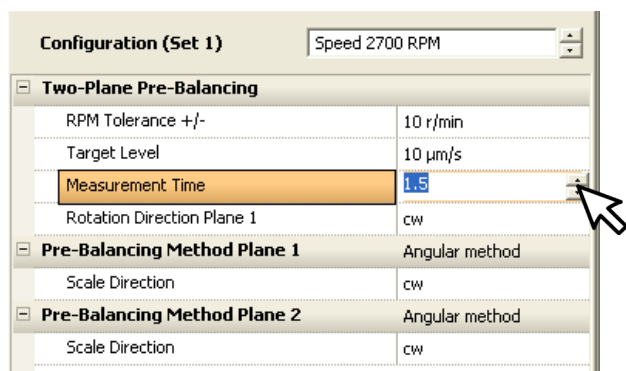 Configuration (Set 1) Speed 2700 RPM
Two-Plane Pre-Balancing
RPM Tolerance +/- 10 r/min
Target Level 10 µm/s
Measurement Time 1.5
Rotation Direction Plane 1 cw
Pre-Balancing Method Plane 1 Angular method
Scale Direction cw
Pre-Balancing Method Plane 2 Angular method
Scale Direction cw